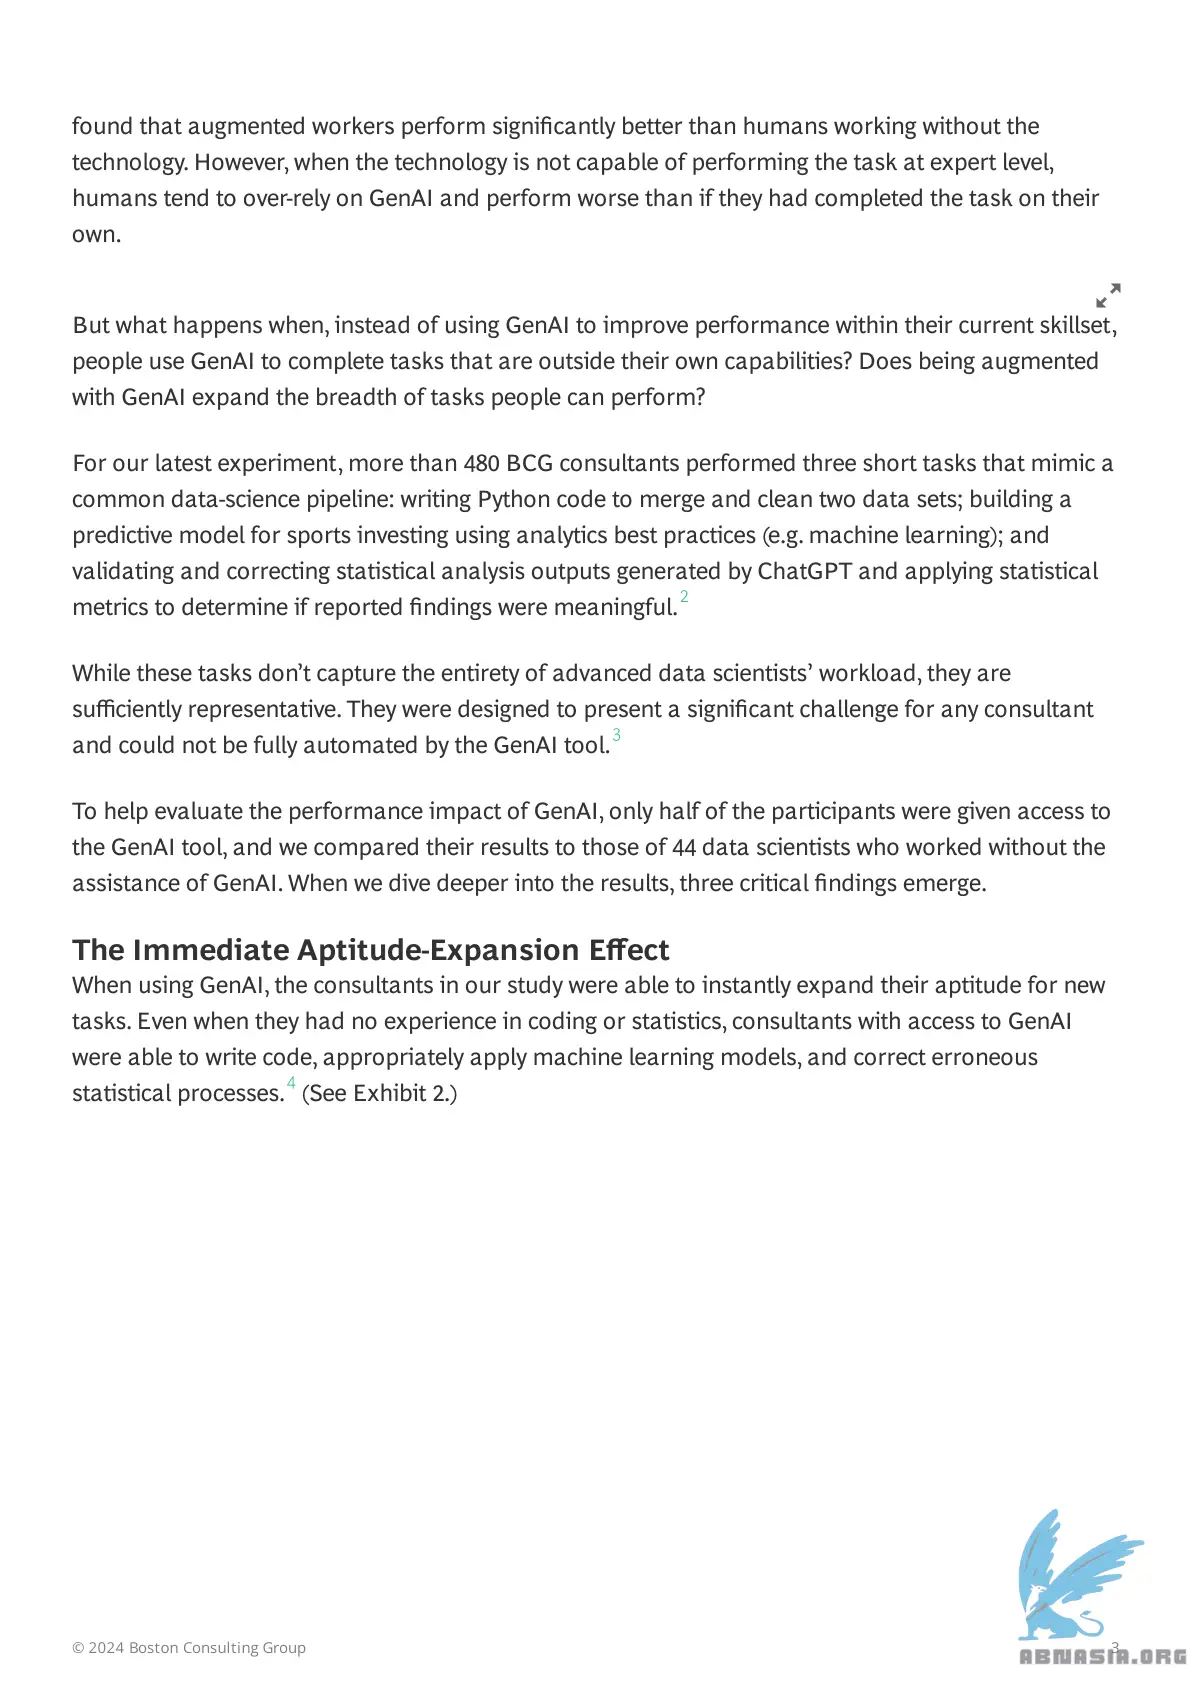 found that augmented workers perform significantly better than humans working without the
technology. However, when the technology is not capable of performing the task at expert level,
humans tend to over-rely on GenAI and perform worse than if they had completed the task on their
own.
But what happens when, instead of using GenAI to improve performance within their current skillset,
people use GenAI to complete tasks that are outside their own capabilities? Does being augmented
with GenAI expand the breadth of tasks people can perform?
For our latest experiment, more than 480 BCG consultants performed three short tasks that mimic a
common data-science pipeline: writing Python code to merge and clean two data sets; building a
predictive model for sports investing using analytics best practices (e.g. machine learning); and
validating and correcting statistical analysis outputs generated by ChatGPT and applying statistical
metrics to determine if reported findings were meaningful. 2
While these tasks don’t capture the entirety of advanced data scientists’ workload, they are
sufficiently representative. They were designed to present a significant challenge for any consultant
and could not be fully automated by the GenAI tool. 3
To help evaluate the performance impact of GenAI, only half of the participants were given access to
the GenAI tool, and we compared their results to those of 44 data scientists who worked without the
assistance of GenAI. When we dive deeper into the results, three critical findings emerge.
The Immediate Aptitude-Expansion Effect
When using GenAI, the consultants in our study were able to instantly expand their aptitude for new
tasks. Even when they had no experience in coding or statistics, consultants with access to GenAI
were able to write code, appropriately apply machine learning models, and correct erroneous
statistical processes. 4 (See Exhibit 2.)
© 2024 Boston Consulting Group
3
ABNASIA.ORG